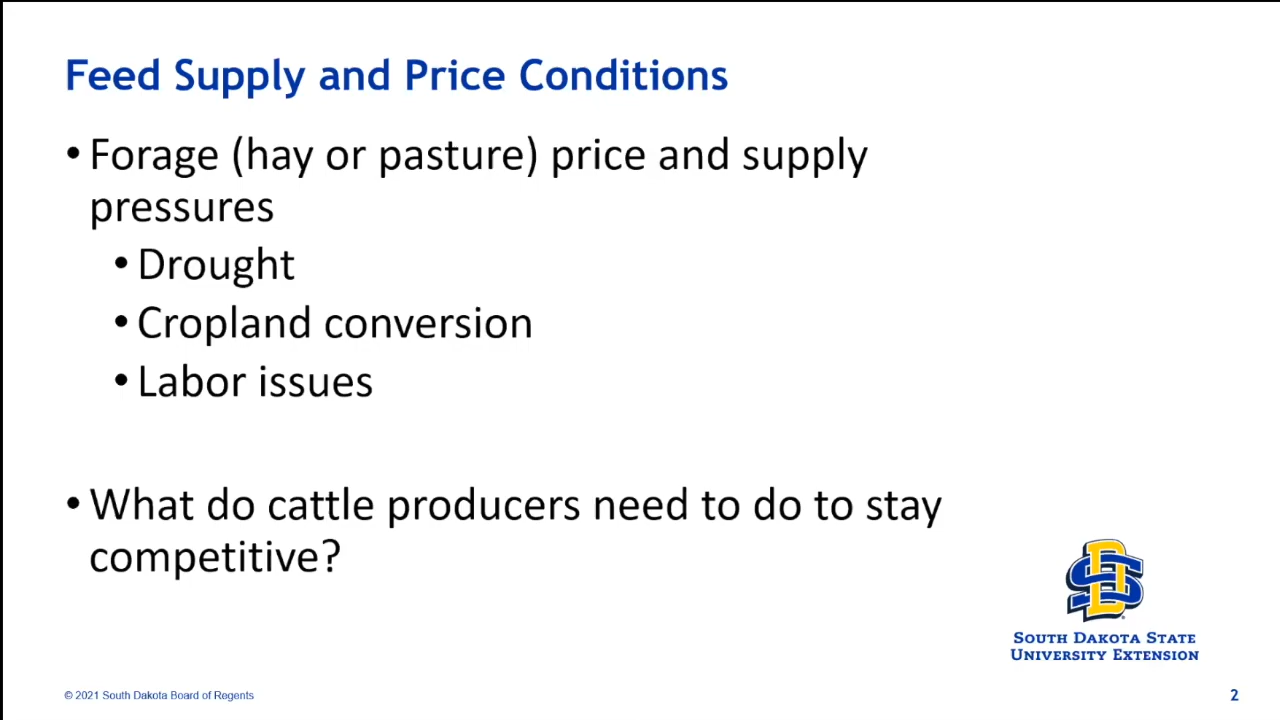 Feed Supply and Price Conditions
• Forage (hay or pasture) price and supply
pressures
• Drought
• Cropland conversion
• Labor issues
• What do cattle producers need to do to stay
competitive?
SD
SOUTH DAKOTA STATE
UNIVERSITY EXTENSION
© 2021 South Dakota Board of Regents
2